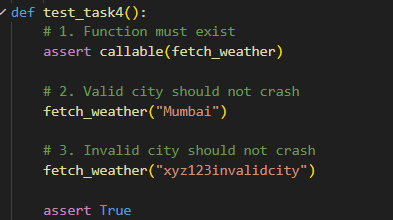 def test_task4():
    # 1. Function must exist
    assert callable(fetch_weather)
    # 2. Valid city should not crash
    fetch_weather("Mumbai")
    # 3. Invalid city should not crash
    fetch_weather("xyz123invalidcity")
    assert True